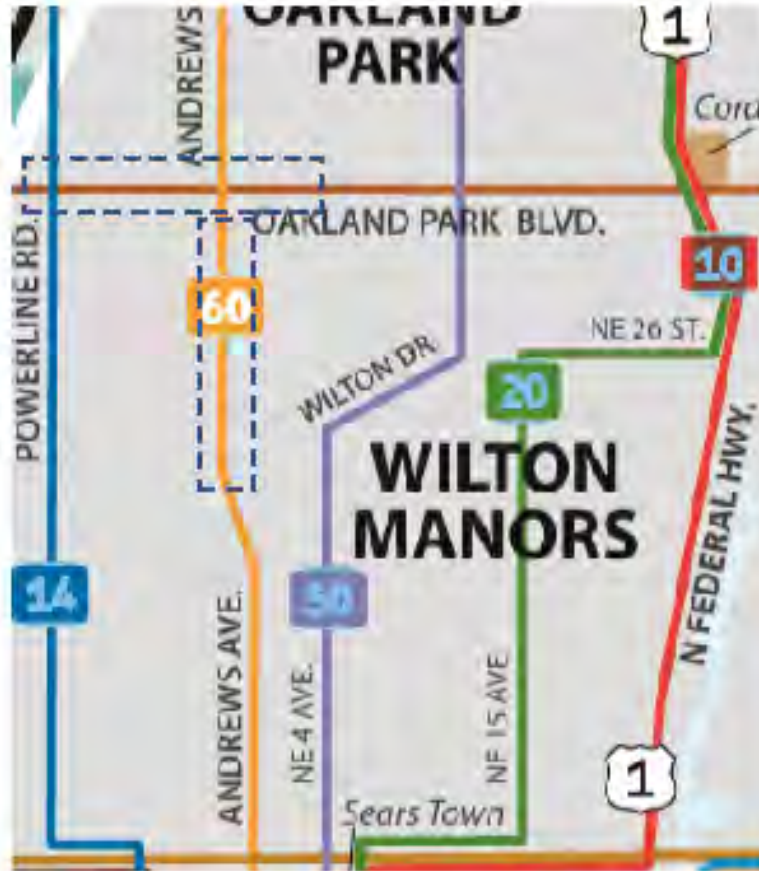 OAKLAND
PARK
ANDREWS
1
Cord
OAKLAND PARK BLVD.
POWERLINE RD.
10
60
NE 26 ST.
WILTON DR
20
WILTON
MANORS
N FEDERAL HWY.
14
50
ANDREWS AVE.
NE 4 AVE.
NE 15 AVE
1
Sears Town